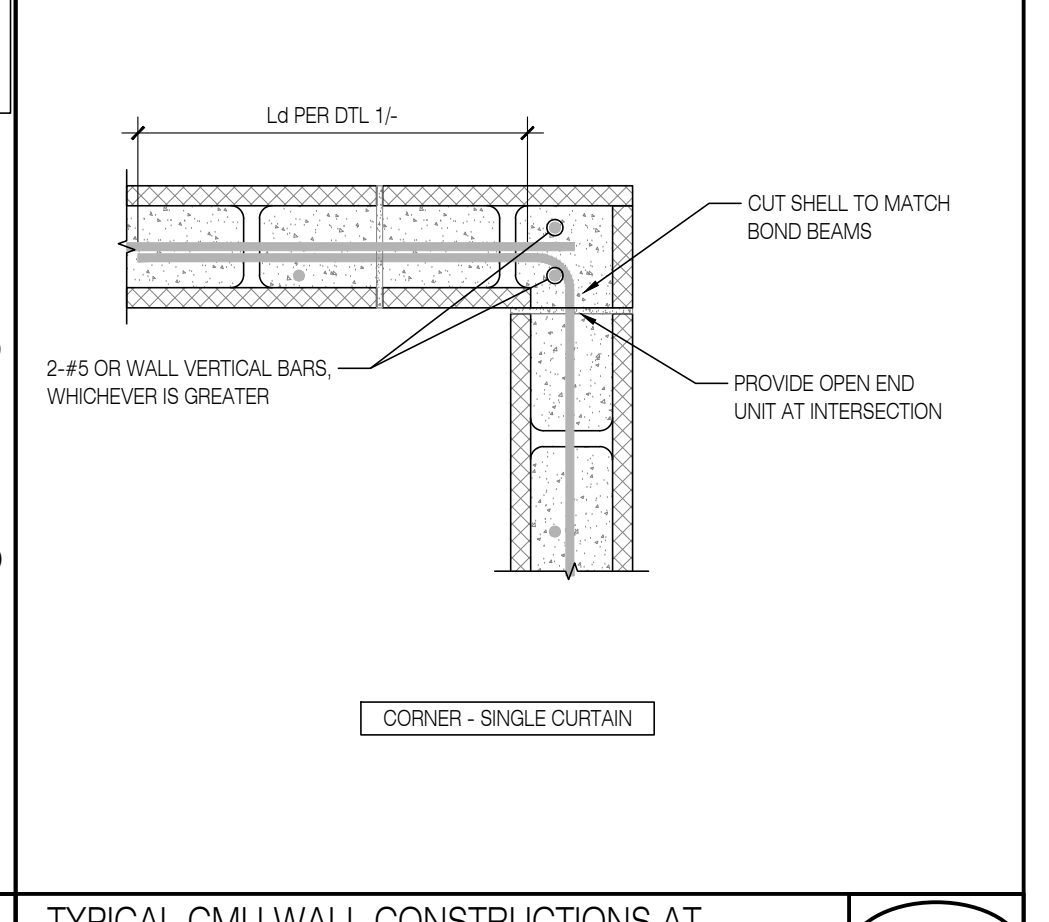 Ld PER DTL 1/-
CUT SHELL TO MATCH
BOND BEAMS
2-#5 OR WALL VERTICAL BARS,
WHICHEVER IS GREATER
PROVIDE OPEN END
UNIT AT INTERSECTION
CORNER - SINGLE CURTAIN
TYPICAL CMU WALL CONSTRUCTIONS AT